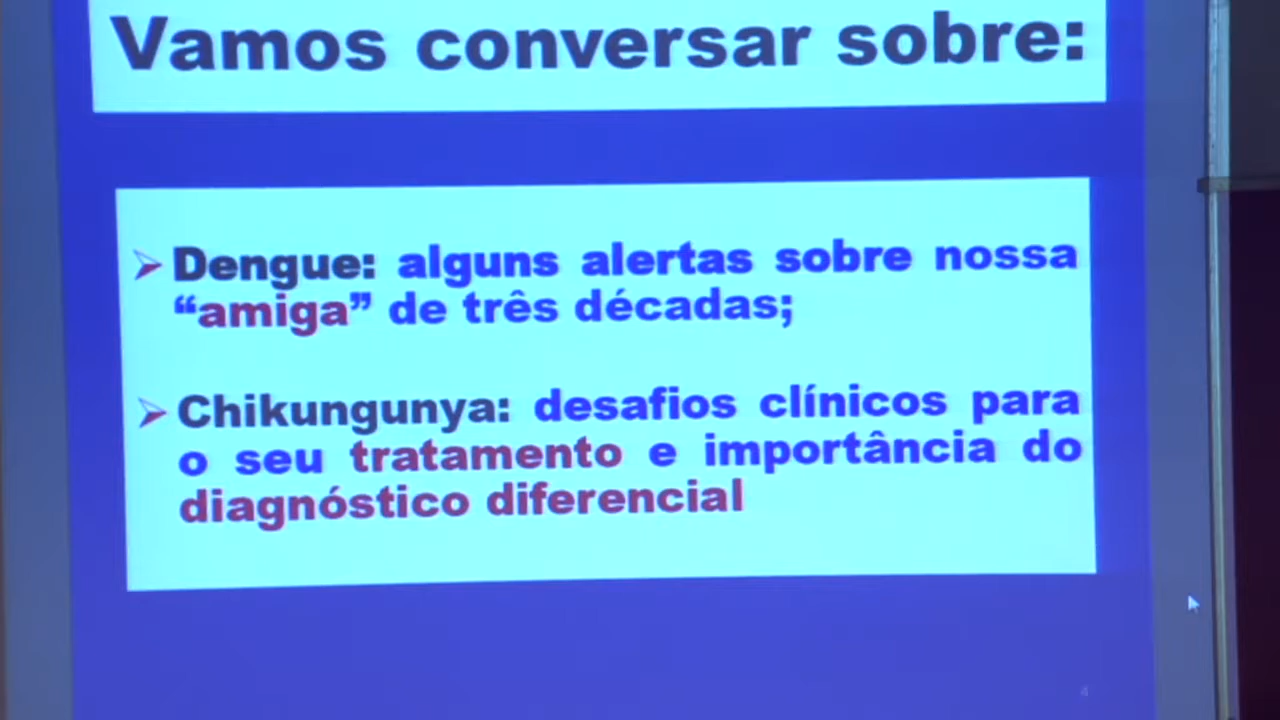 Vamos conversar sobre:
Dengue: alguns alertas sobre nossa
“amiga” de três décadas;
Chikungunya: desafios clínicos para
o seu tratamento e importância do
diagnóstico diferencial
4